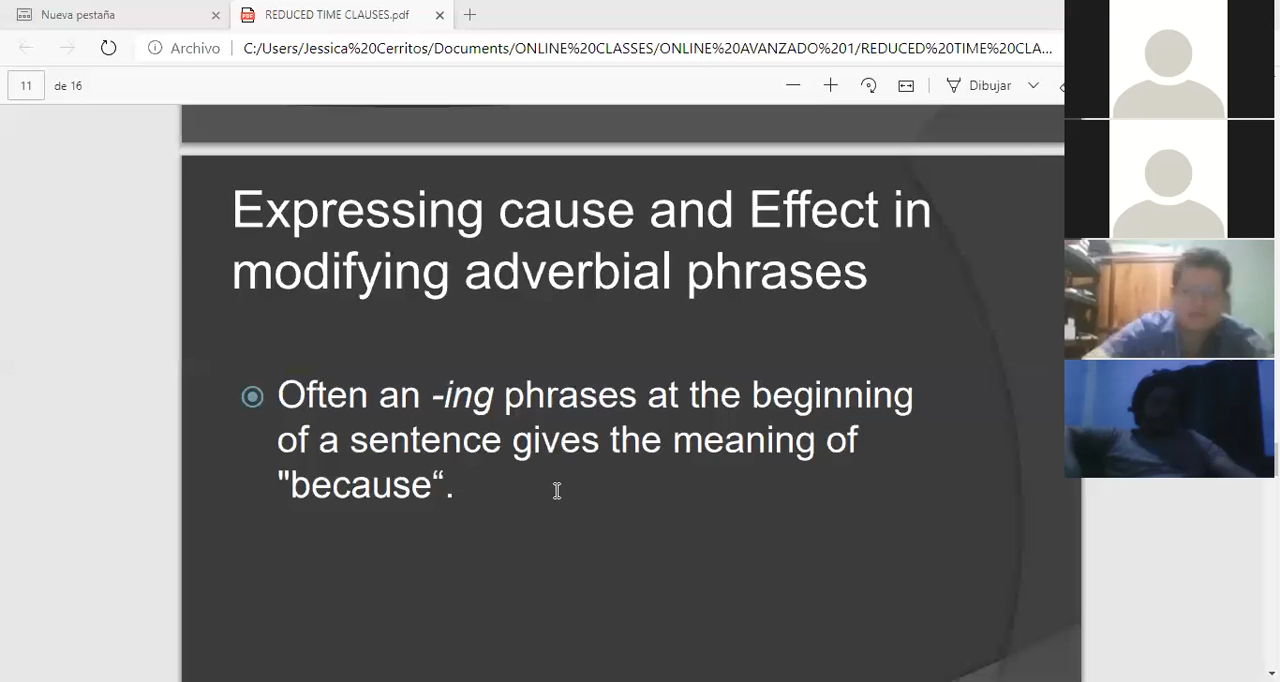 Nueva pestaña
REDUCED TIME CLAUSES.pdf
Archivo
C:/Users/Jessica%20Cerritos/Documents/ONLINE%20CLASSES/ONLINE%20AVANZADO%201/REDUCED%20TIME%20CLA...
11 de 16
Dibujar
Expressing cause and Effect in
modifying adverbial phrases
Often an -ing phrases at the beginning
of a sentence gives the meaning of
"because“.